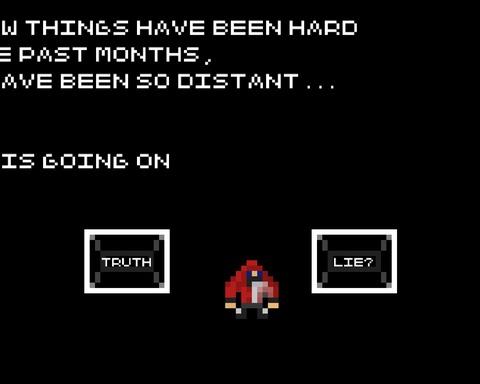 W THINGS HAVE BEEN HARD
E PAST MONTHS,
AVE BEEN SO DISTANT...
IS GOING ON
TRUTH
LIE?